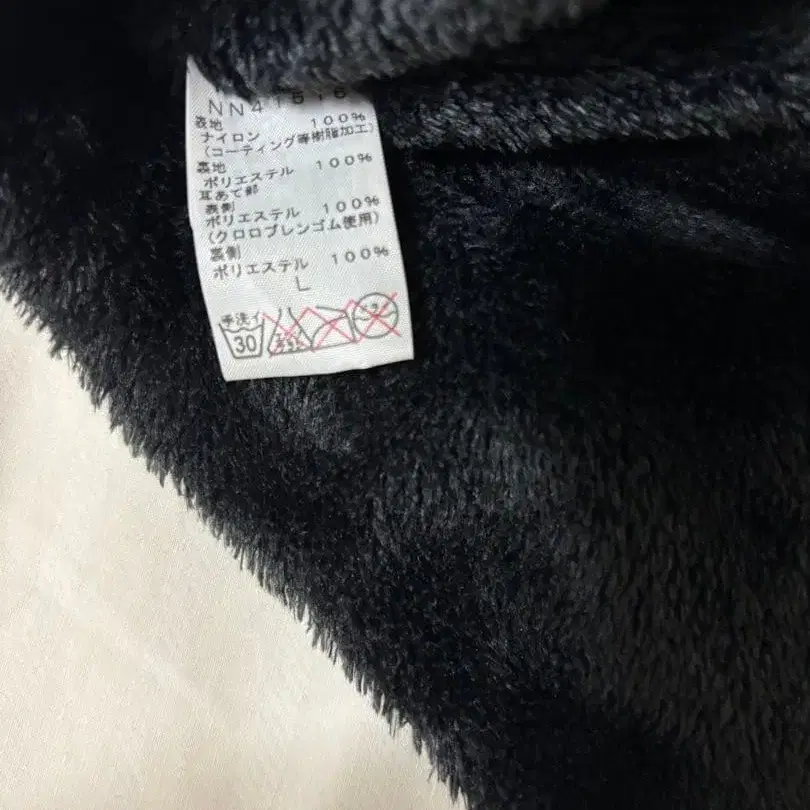 NN41516
表地 100%
ナイロン
(コーティング等樹脂加工)
裏地
ポリエステル 100%
耳あて部
表側
ポリエステル 100%
(クロロプレンゴム使用)
裏側
ポリエステル 100%
L
手洗イ
30